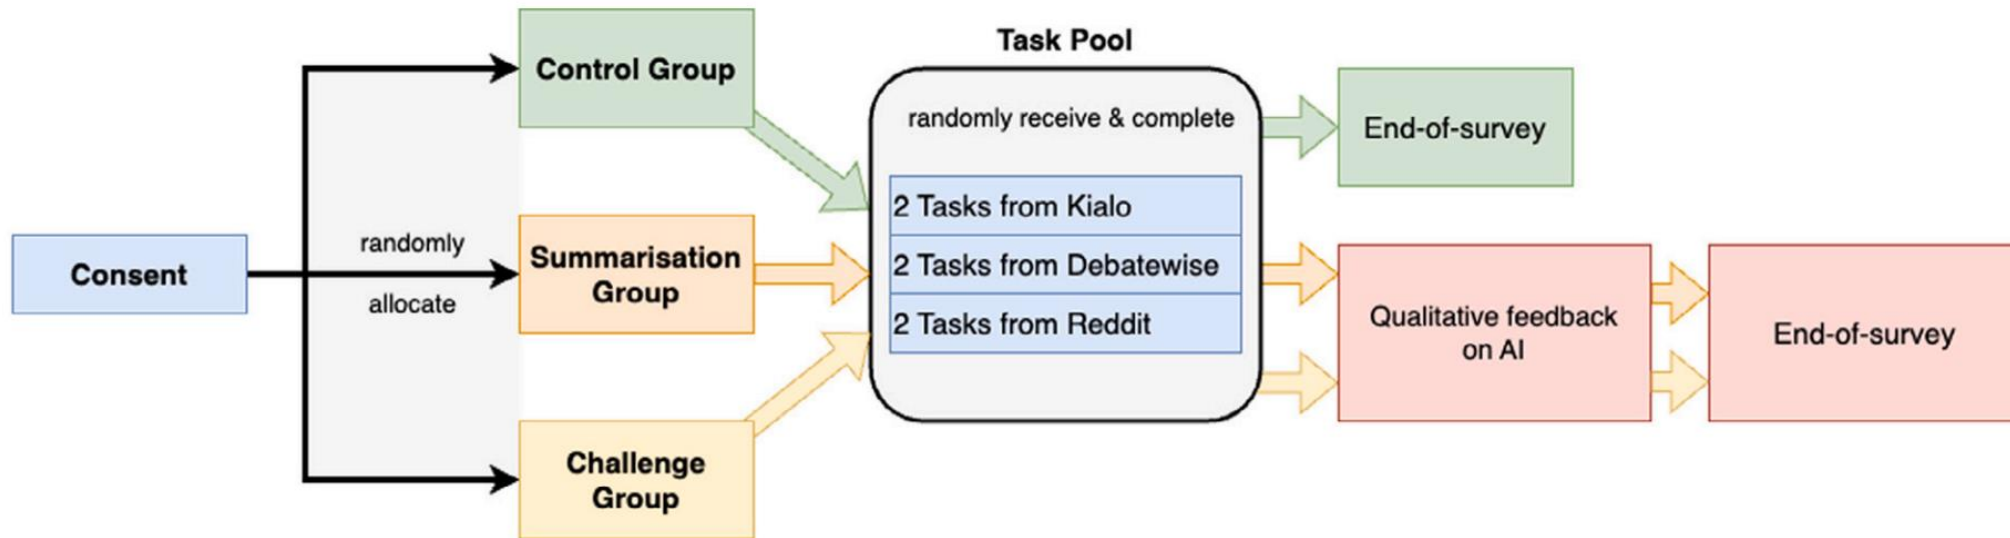 Consent
randomly
allocate
Control Group
Summarisation
Group
Challenge
Group
Task Pool
randomly receive & complete
2 Tasks from Kialo
2 Tasks from Debatewise
2 Tasks from Reddit
End-of-survey
Qualitative feedback
on AI
End-of-survey